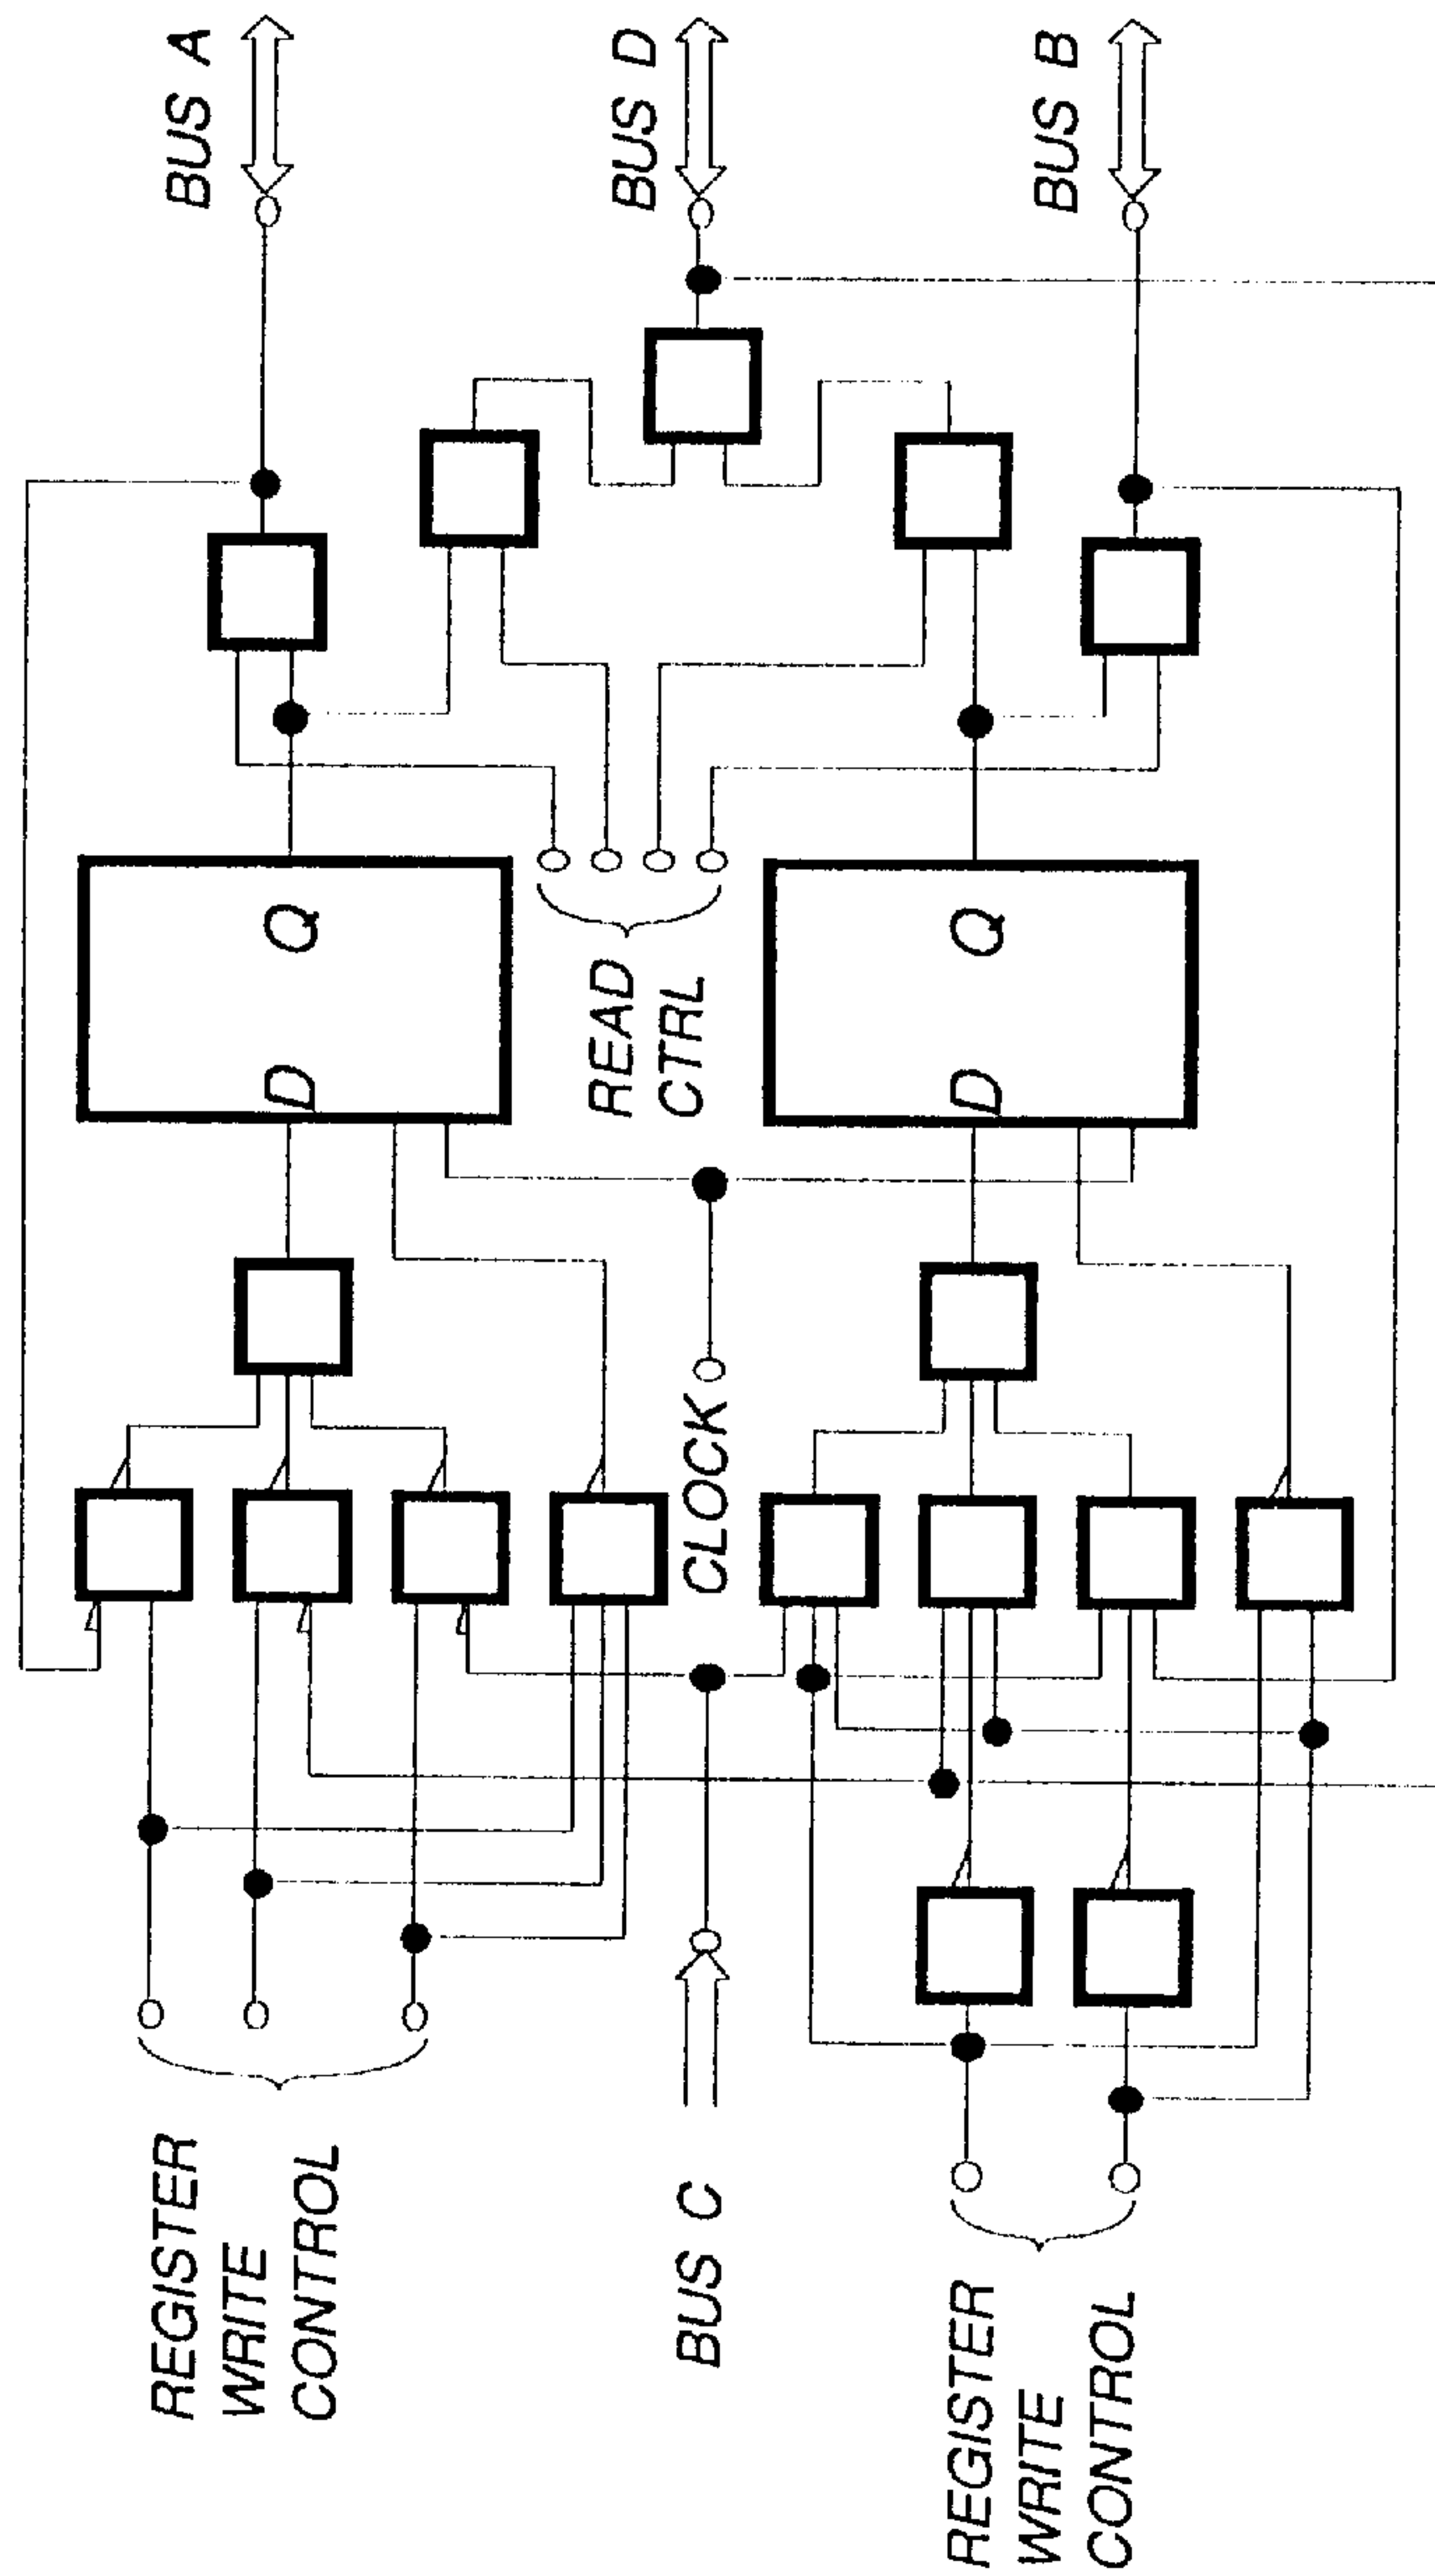 BUS A
BUS D
BUS B
Q
D
READ
CTRL
Q
D
CLOCK
REGISTER
WRITE
CONTROL
BUS C
REGISTER
WRITE
CONTROL